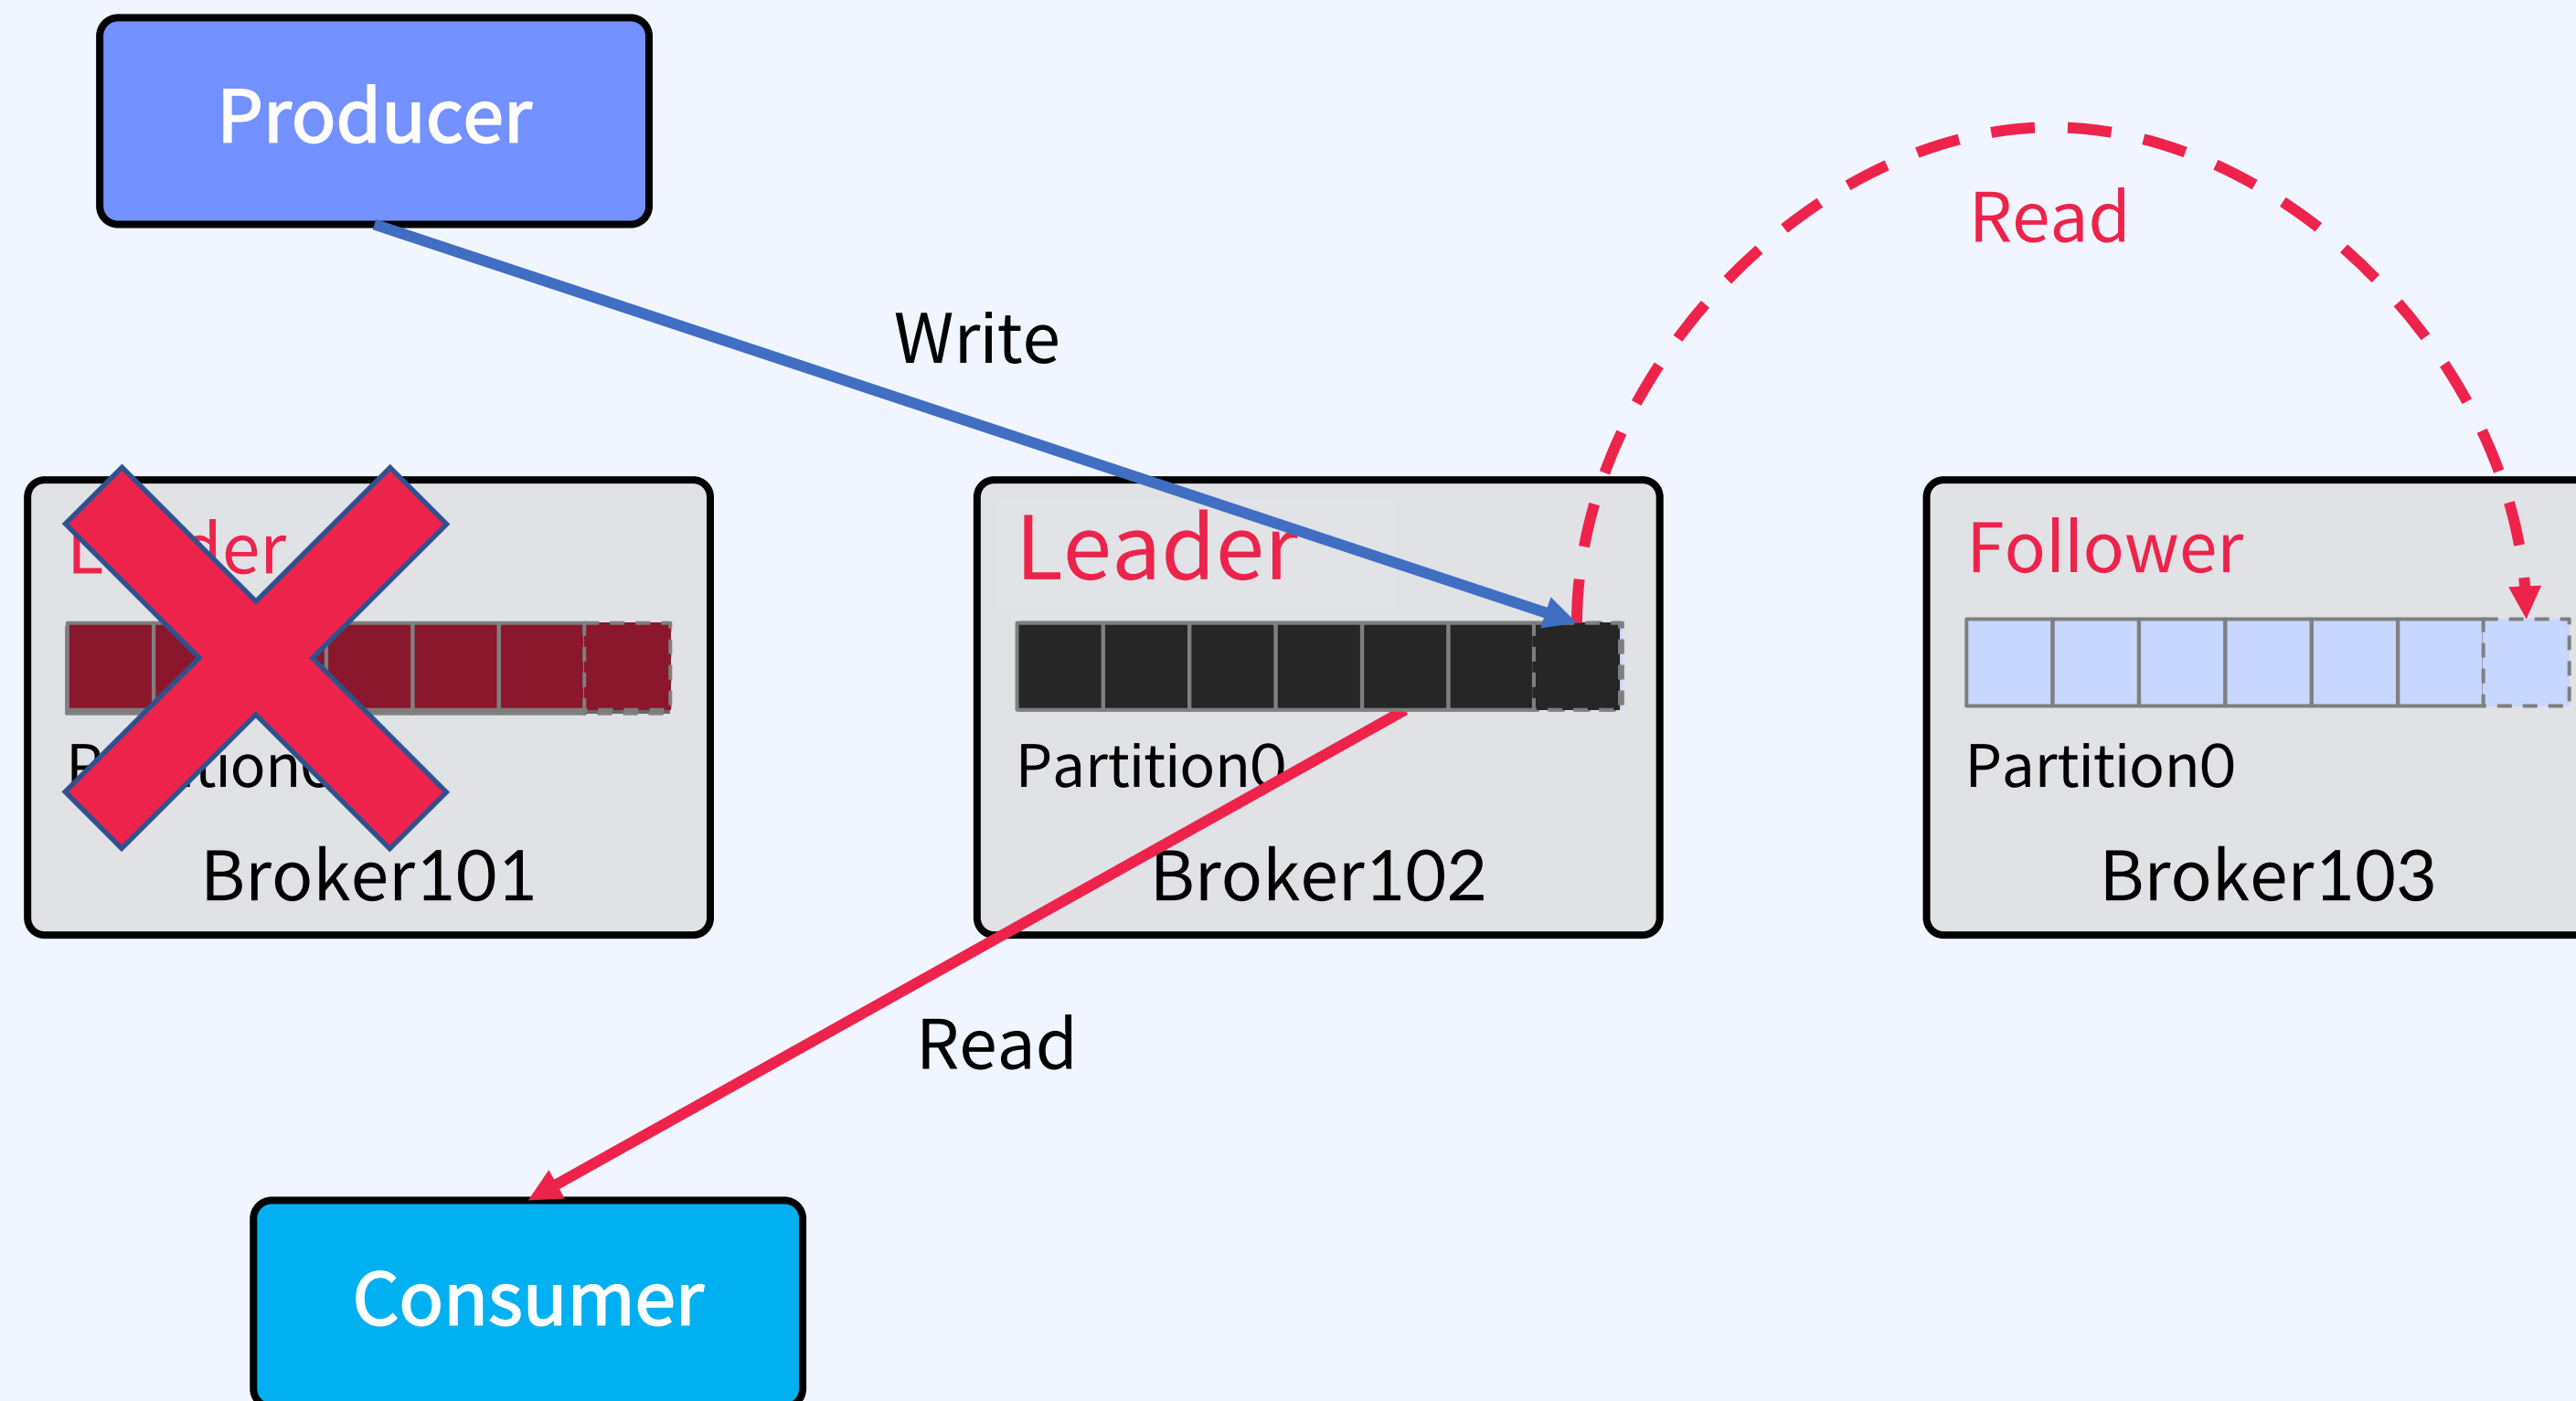 Producer
Read
Write
Leader
Follower
Partition0
Partition0
Broker101
Broker102
Broker103
Read
Consumer